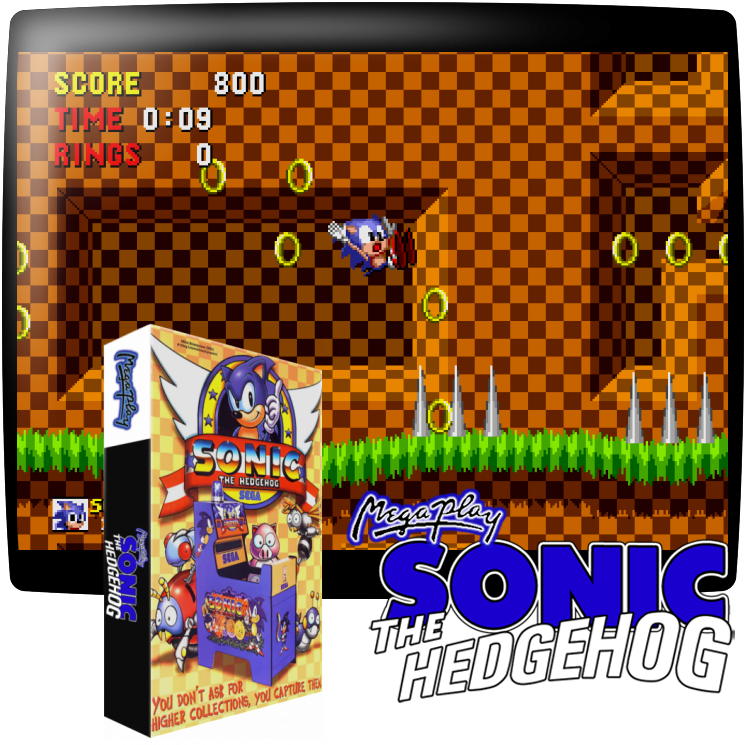 SCORE 800
TIME 0:09
RINGS 0
MegaPlay
SONIC
THE HEDGEHOG
SEGA
SEGA
MegaPlay
SONIC
THE
HEDGEHOG
YOU DON'T ASK FOR
HIGHER COLLECTIONS, YOU CAPTURE THEM
MegaPlay
SONIC
THE
HEDGEHOG